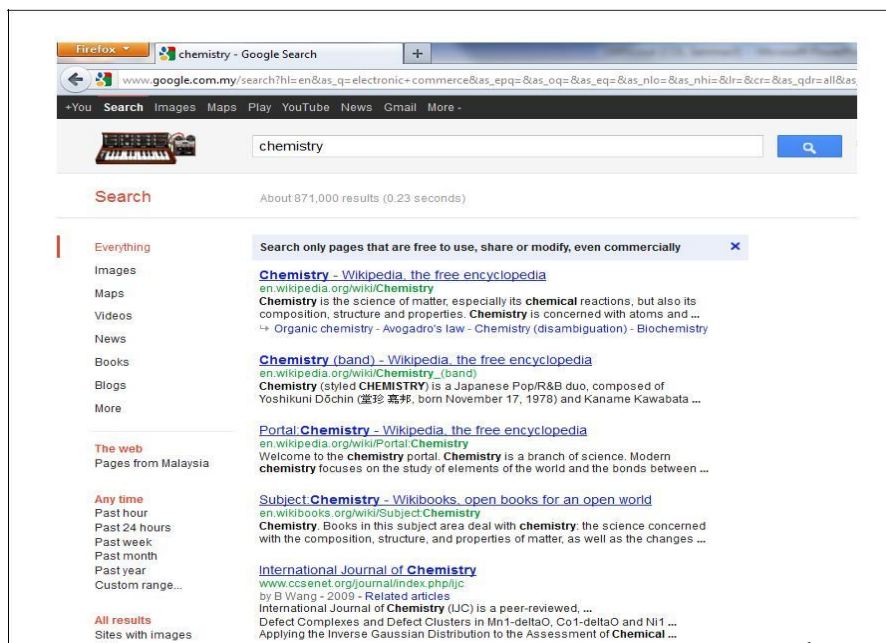 Firefox
chemistry - Google Search
+
www.google.com.my/search?hl=en&as_q=electronic+commerce&as_epq=&as_oq=&as_eq=&as_nlo=&as_nhi=&lr=&cr=&as_qdr=all&as_
+You Search Images Maps Play YouTube News Gmail More -
chemistry
Search
About 871,000 results (0.23 seconds)
Everything
Images
Maps
Videos
News
Books
Blogs
More
The web
Pages from Malaysia
Any time
Past hour
Past 24 hours
Past week
Past month
Past year
Custom range...
All results
Sites with images
Search only pages that are free to use, share or modify, even commercially
Chemistry - Wikipedia, the free encyclopedia
en.wikipedia.org/wiki/Chemistry
Chemistry is the science of matter, especially its chemical reactions, but also its
composition, structure and properties. Chemistry is concerned with atoms and ...
Organic chemistry - Avogadro's law - Chemistry (disambiguation) - Biochemistry
Chemistry (band) - Wikipedia, the free encyclopedia
en.wikipedia.org/wiki/Chemistry_(band)
Chemistry (styled CHEMISTRY) is a Japanese Pop/R&B duo, composed of
Yoshikuni Dōchin (堂珍 嘉邦, born November 17, 1978) and Kaname Kawabata ...
Portal:Chemistry - Wikipedia, the free encyclopedia
en.wikipedia.org/wiki/Portal:Chemistry
Welcome to the chemistry portal. Chemistry is a branch of science. Modern
chemistry focuses on the study of elements of the world and the bonds between ...
Subject:Chemistry - Wikibooks, open books for an open world
en.wikibooks.org/wiki/Subject:Chemistry
Chemistry. Books in this subject area deal with chemistry: the science concerned
with the composition, structure, and properties of matter, as well as the changes ...
International Journal of Chemistry
www.ccsenet.org/journal/index.php/ijc
by B Wang - 2009 - Related articles
International Journal of Chemistry (IJC) is a peer-reviewed, ...
Defect Complexes and Defect Clusters in Mn1-deltaO, Co1-deltaO and Ni1 ...
Applying the Inverse Gaussian Distribution to the Assessment of Chemical ...